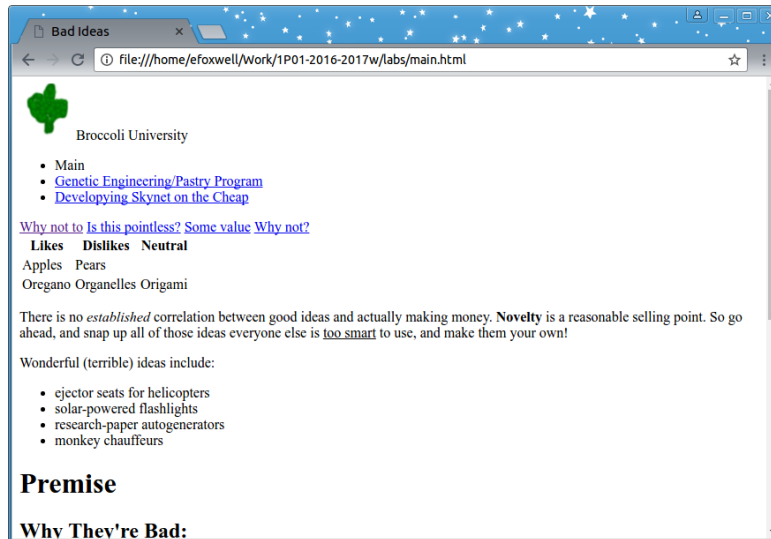 Bad Ideas
file:///home/efoxwell/Work/1P01-2016-2017w/labs/main.html
Broccoli University
Main
Genetic Engineering/Pastry Program
Developying Skynet on the Cheap
Why not to Is this pointless? Some value Why not?
Likes Dislikes Neutral
Apples Pears
Oregano Organelles Origami
There is no established correlation between good ideas and actually making money. Novelty is a reasonable selling point. So go
ahead, and snap up all of those ideas everyone else is too smart to use, and make them your own!
Wonderful (terrible) ideas include:
ejector seats for helicopters
solar-powered flashlights
research-paper autogenerators
monkey chauffeurs
Premise
Why They're Bad: